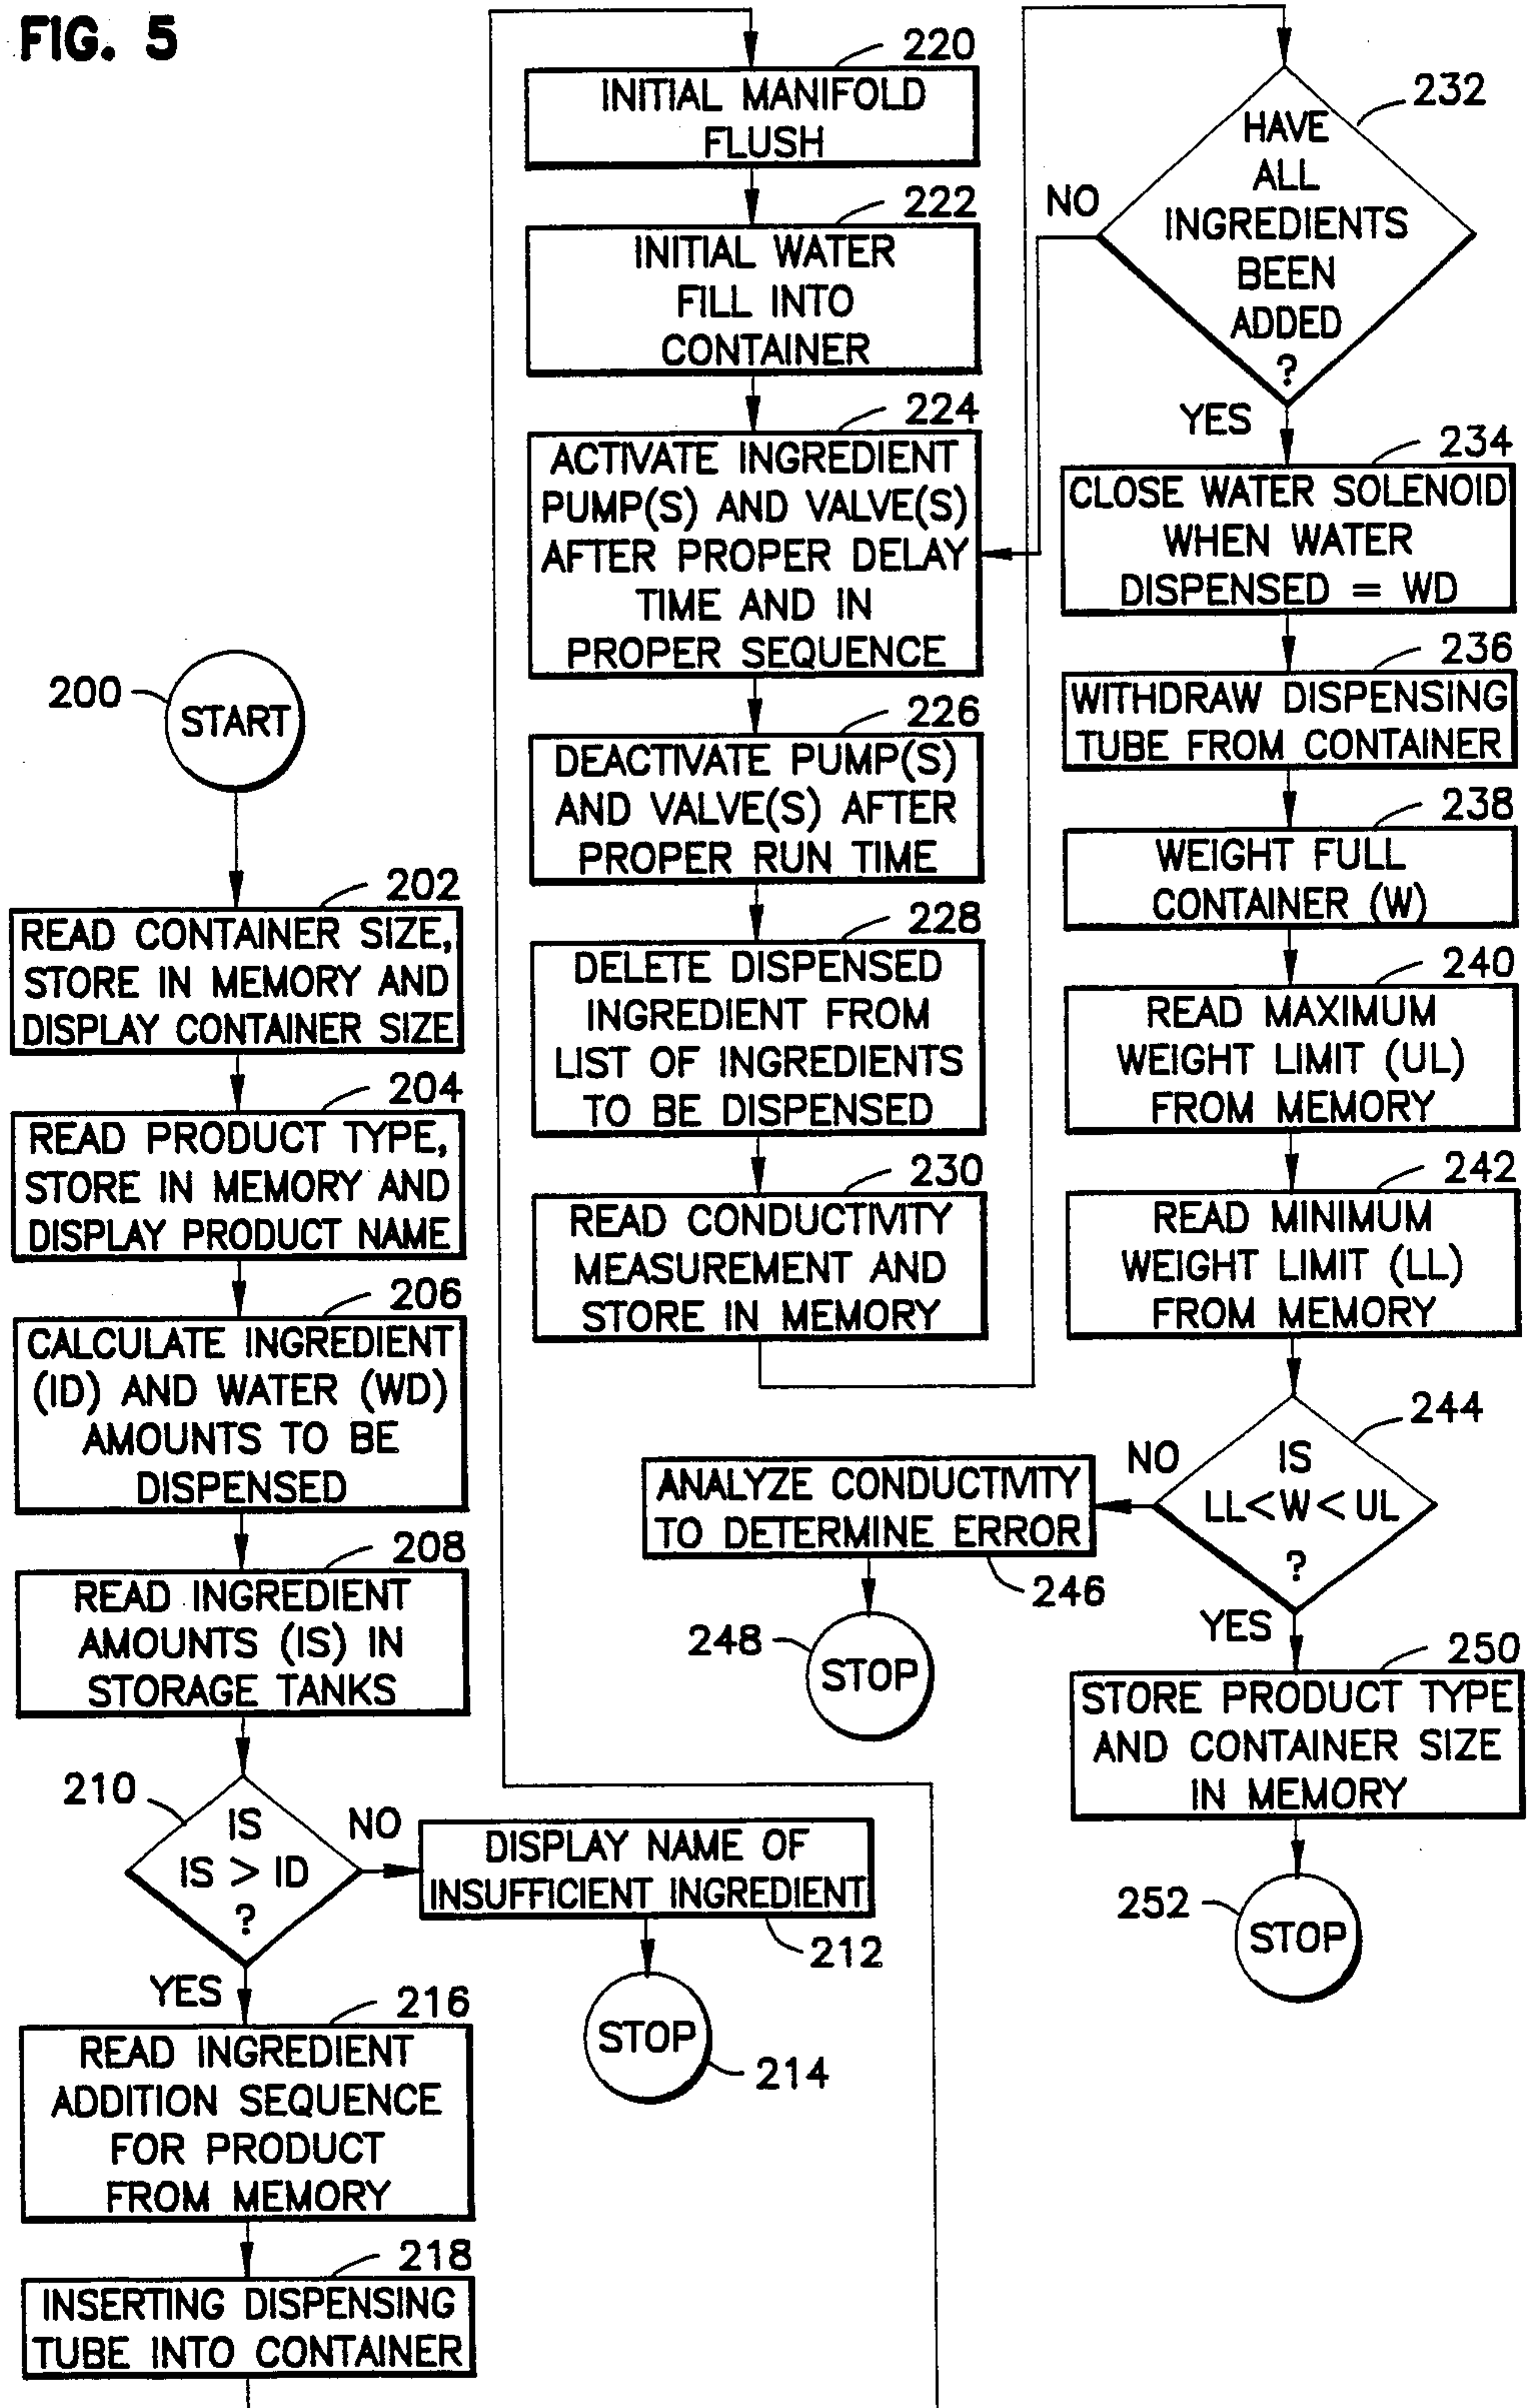 FIG. 5
200
START
202
READ CONTAINER SIZE,
STORE IN MEMORY AND
DISPLAY CONTAINER SIZE
204
READ PRODUCT TYPE,
STORE IN MEMORY AND
DISPLAY PRODUCT NAME
206
CALCULATE INGREDIENT
(ID) AND WATER (WD)
AMOUNTS TO BE
DISPENSED
208
READ INGREDIENT
AMOUNTS (IS) IN
STORAGE TANKS
210
IS
IS > ID
?
NO
DISPLAY NAME OF
INSUFFICIENT INGREDIENT
212
STOP
214
YES
216
READ INGREDIENT
ADDITION SEQUENCE
FOR PRODUCT
FROM MEMORY
218
INSERTING DISPENSING
TUBE INTO CONTAINER
220
INITIAL MANIFOLD
FLUSH
222
INITIAL WATER
FILL INTO
CONTAINER
224
ACTIVATE INGREDIENT
PUMP(S) AND VALVE(S)
AFTER PROPER DELAY
TIME AND IN
PROPER SEQUENCE
226
DEACTIVATE PUMP(S)
AND VALVE(S) AFTER
PROPER RUN TIME
228
DELETE DISPENSED
INGREDIENT FROM
LIST OF INGREDIENTS
TO BE DISPENSED
230
READ CONDUCTIVITY
MEASUREMENT AND
STORE IN MEMORY
232
HAVE
ALL
INGREDIENTS
BEEN
ADDED
?
NO
YES
234
CLOSE WATER SOLENOID
WHEN WATER
DISPENSED = WD
236
WITHDRAW DISPENSING
TUBE FROM CONTAINER
238
WEIGHT FULL
CONTAINER (W)
240
READ MAXIMUM
WEIGHT LIMIT (UL)
FROM MEMORY
242
READ MINIMUM
WEIGHT LIMIT (LL)
FROM MEMORY
244
IS
LL<W<UL
?
NO
ANALYZE CONDUCTIVITY
TO DETERMINE ERROR
246
248
STOP
YES
250
STORE PRODUCT TYPE
AND CONTAINER SIZE
IN MEMORY
252
STOP